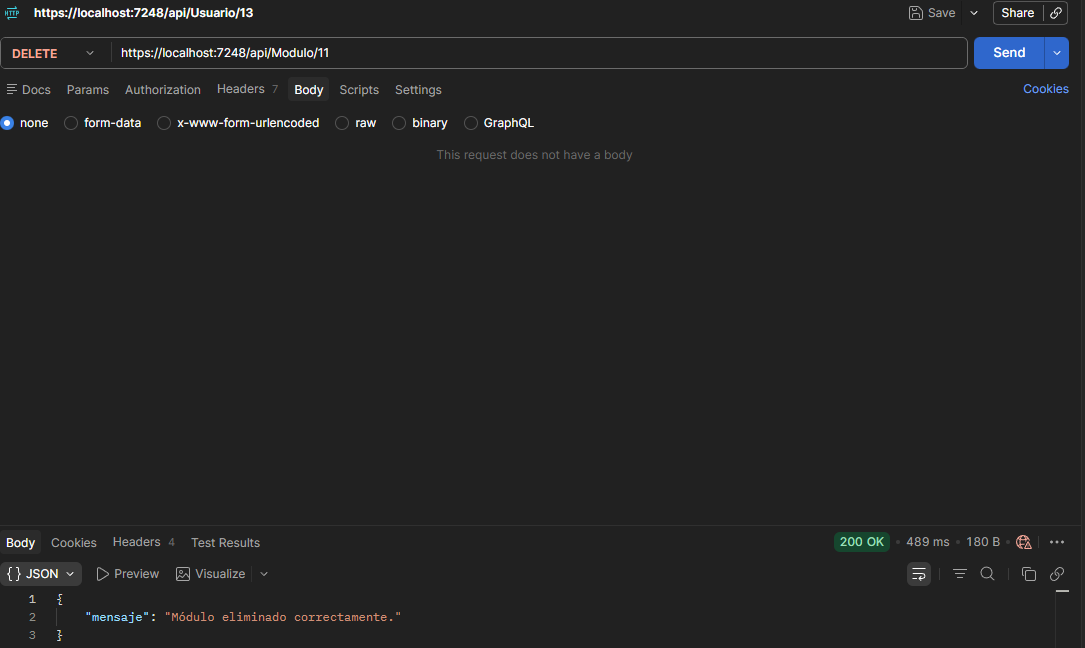 HTTP https://localhost:7248/api/Usuario/13 Save Share
DELETE https://localhost:7248/api/Modulo/11 Send
Docs Params Authorization Headers 7 Body Scripts Settings Cookies
none form-data x-www-form-urlencoded raw binary GraphQL
This request does not have a body
Body Cookies Headers 4 Test Results 200 OK • 489 ms • 180 B •
{} JSON Preview Visualize
1 {
2 "mensaje": "Módulo eliminado correctamente."
3 }